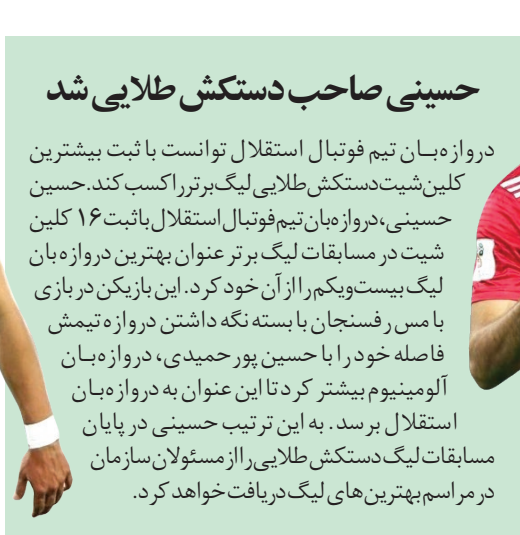 حسینی صاحب دستکش طلایی شد
دروازه‌بــان تیم فوتبال استقلال توانست با ثبت بیشترین
کلین‌شیت دستکش طلایی لیگ برتر را کسب کند. حسین
حسینی، دروازه‌بان تیم فوتبال استقلال با ثبت ۱۶ کلین
شیت در مسابقات لیگ برتر عنوان بهترین دروازه‌بان
لیگ بیست‌ویکم را از آن خود کرد. این بازیکن در بازی
با مس رفسنجان با بسته نگه داشتن دروازه تیمش
فاصله خود را با حسین پورحمیدی، دروازه‌بــان
آلومینیوم بیشتر کرد تا این عنوان به دروازه‌بــان
استقلال برسد. به این ترتیب حسینی در پایان
مسابقات لیگ دستکش طلایی را از مسئولان سازمان
در مراسم بهترین‌های لیگ دریافت خواهد کرد.